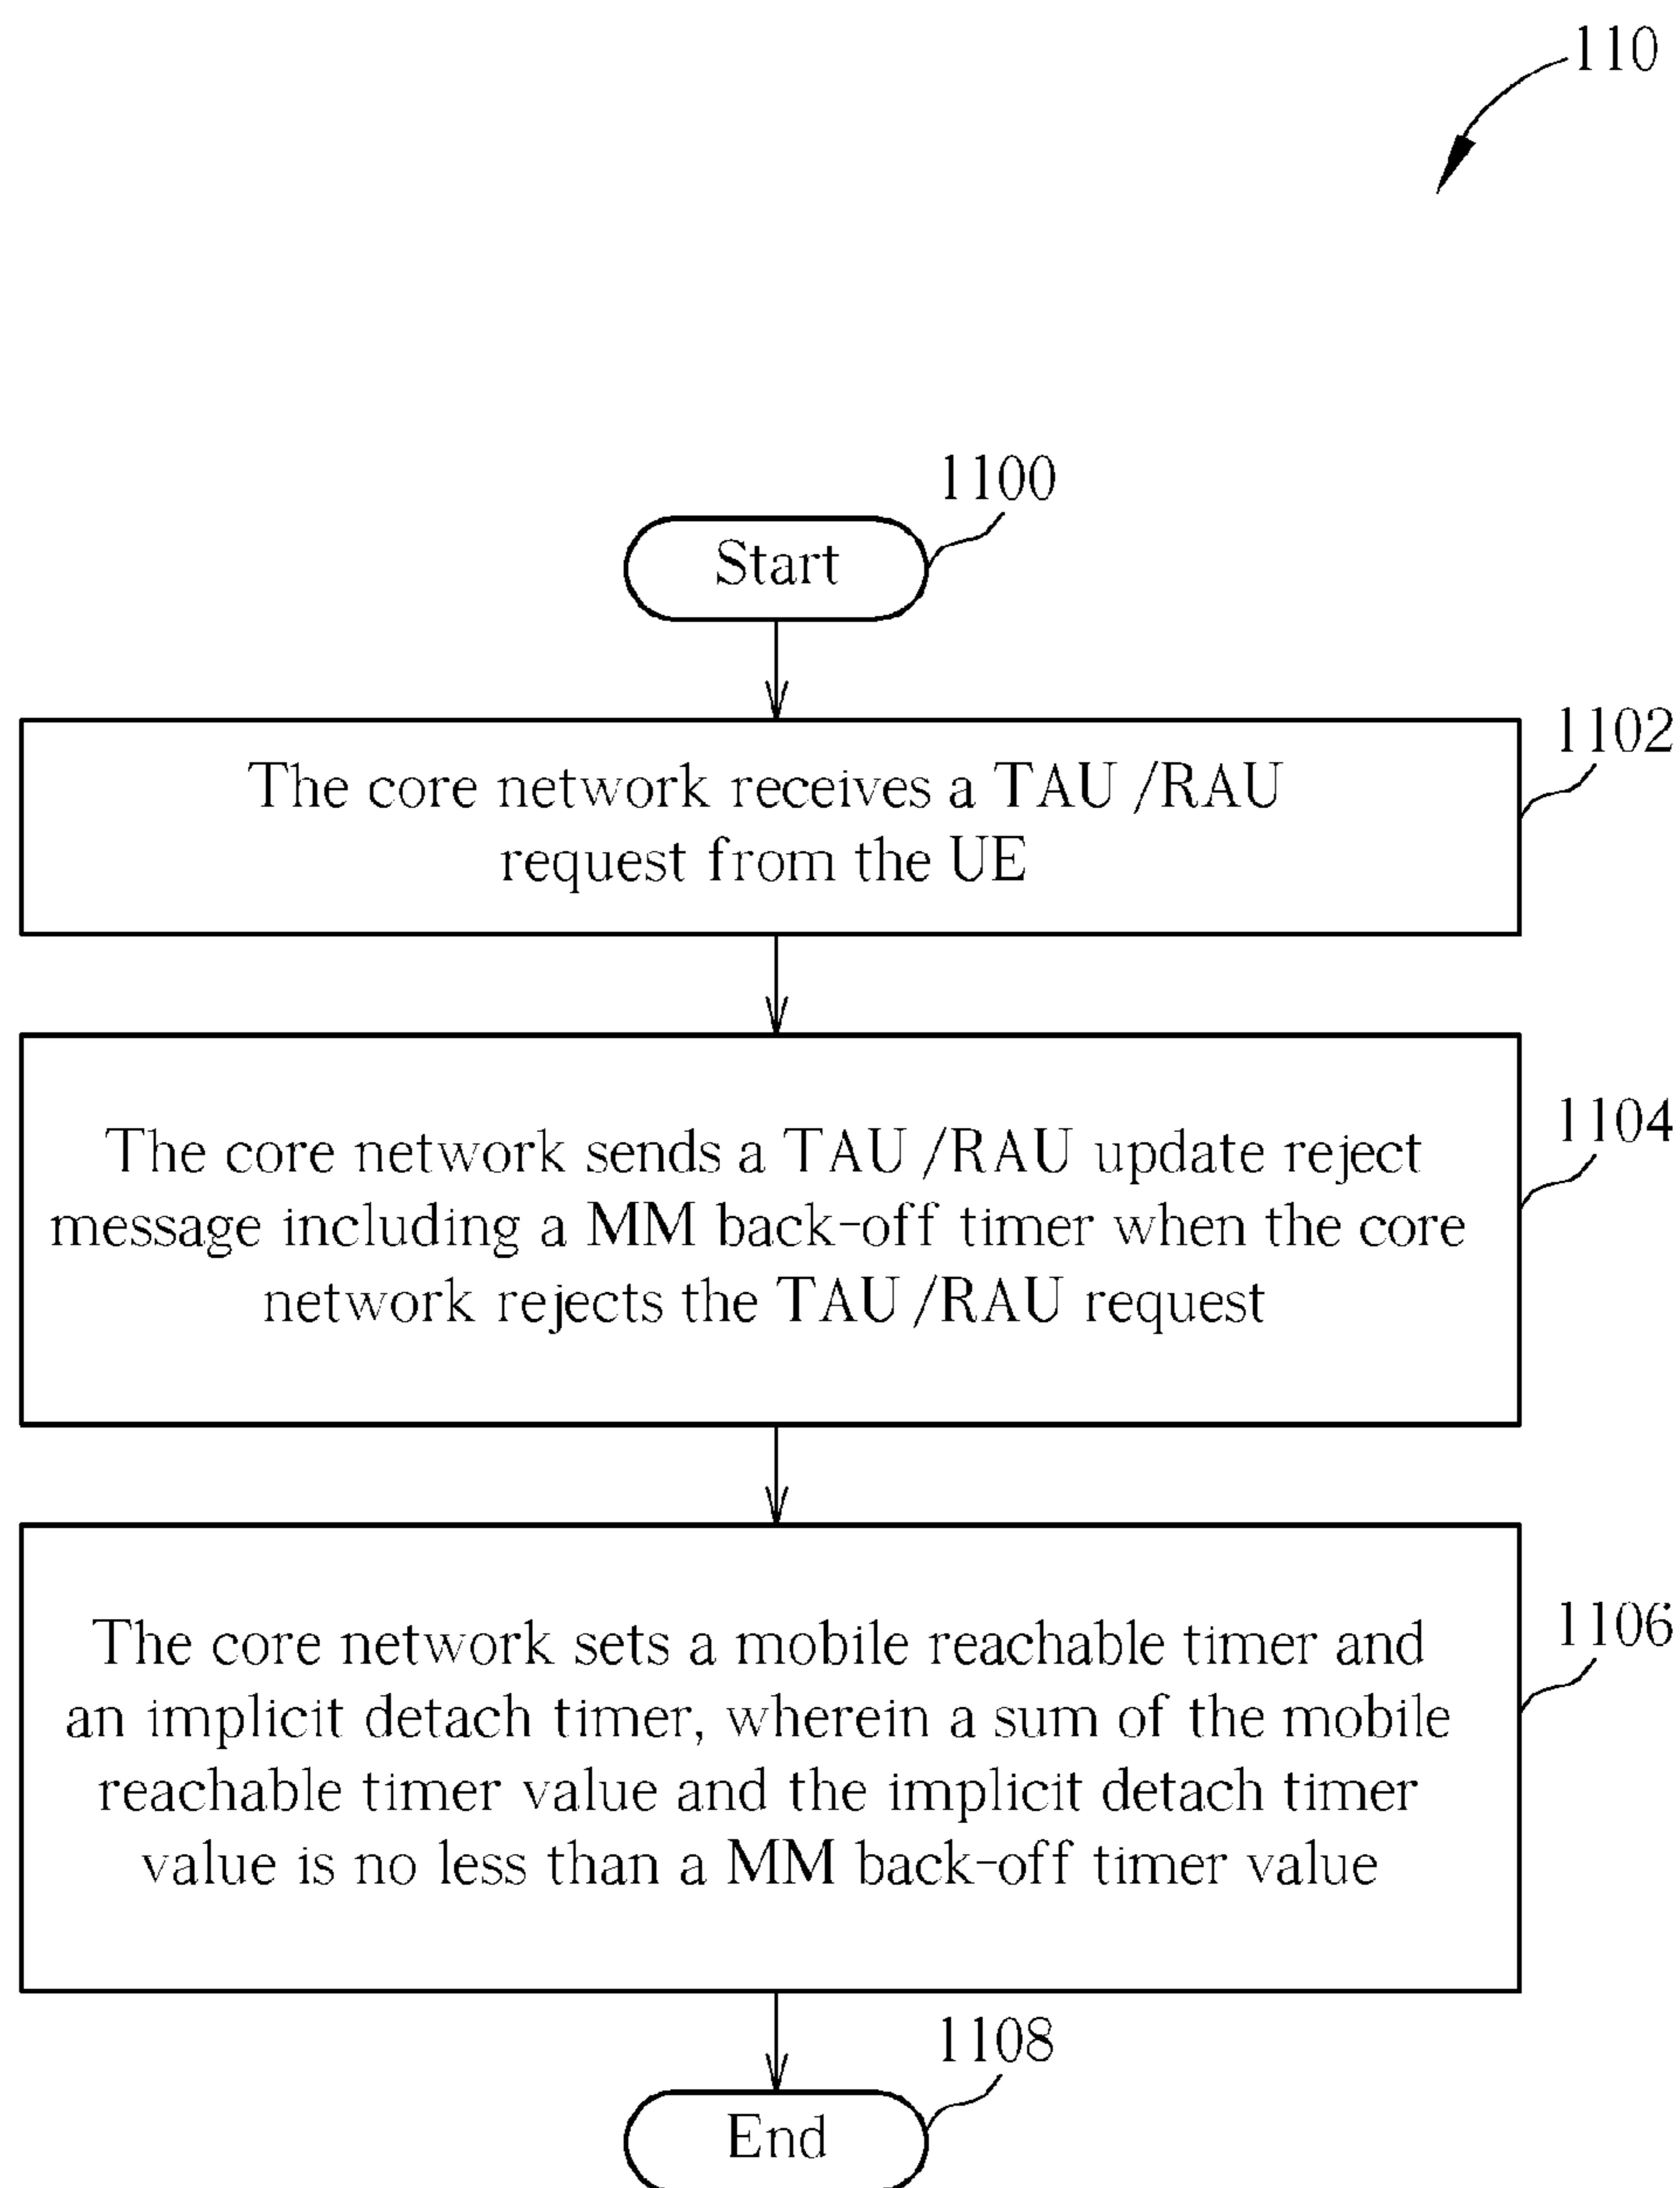 110
1100
Start
1102
The core network receives a TAU /RAU
request from the UE
1104
The core network sends a TAU /RAU update reject
message including a MM back-off timer when the core
network rejects the TAU /RAU request
1106
The core network sets a mobile reachable timer and
an implicit detach timer, wherein a sum of the mobile
reachable timer value and the implicit detach timer
value is no less than a MM back-off timer value
1108
End